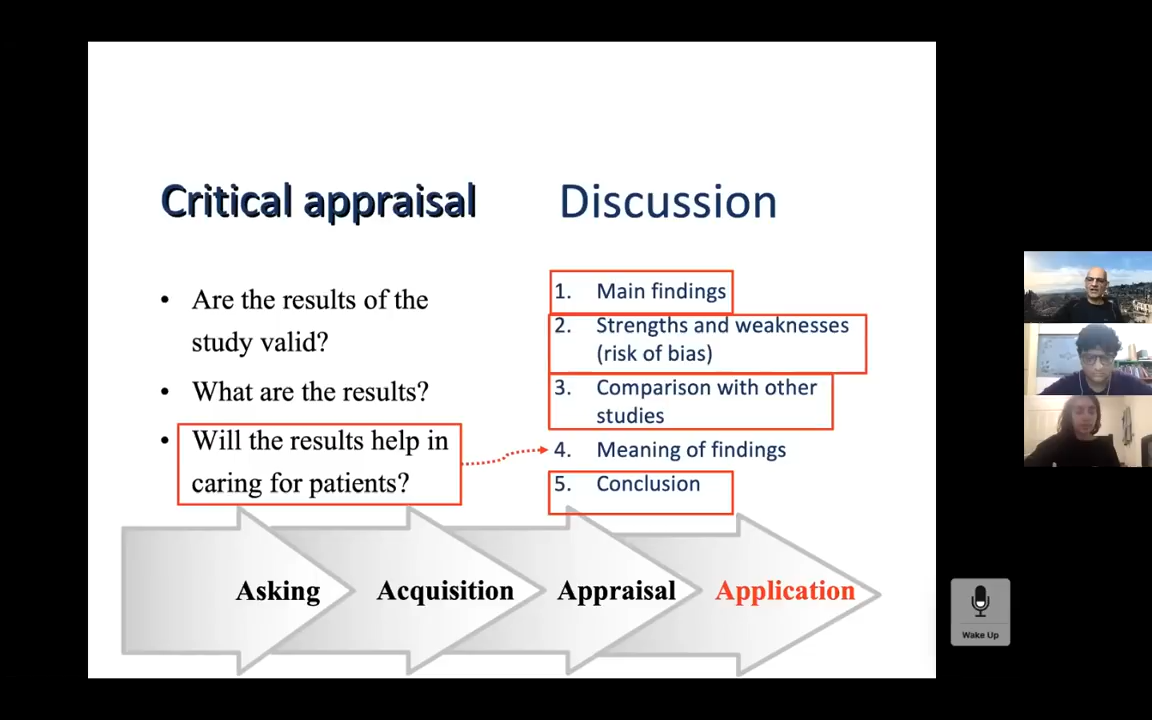 Critical appraisal
• Are the results of the
study valid?
• What are the results?
• Will the results help in
caring for patients?
Discussion
1. Main findings
2. Strengths and weaknesses
(risk of bias)
3. Comparison with other
studies
4. Meaning of findings
5. Conclusion
Asking
Acquisition
Appraisal
Application
Wake Up